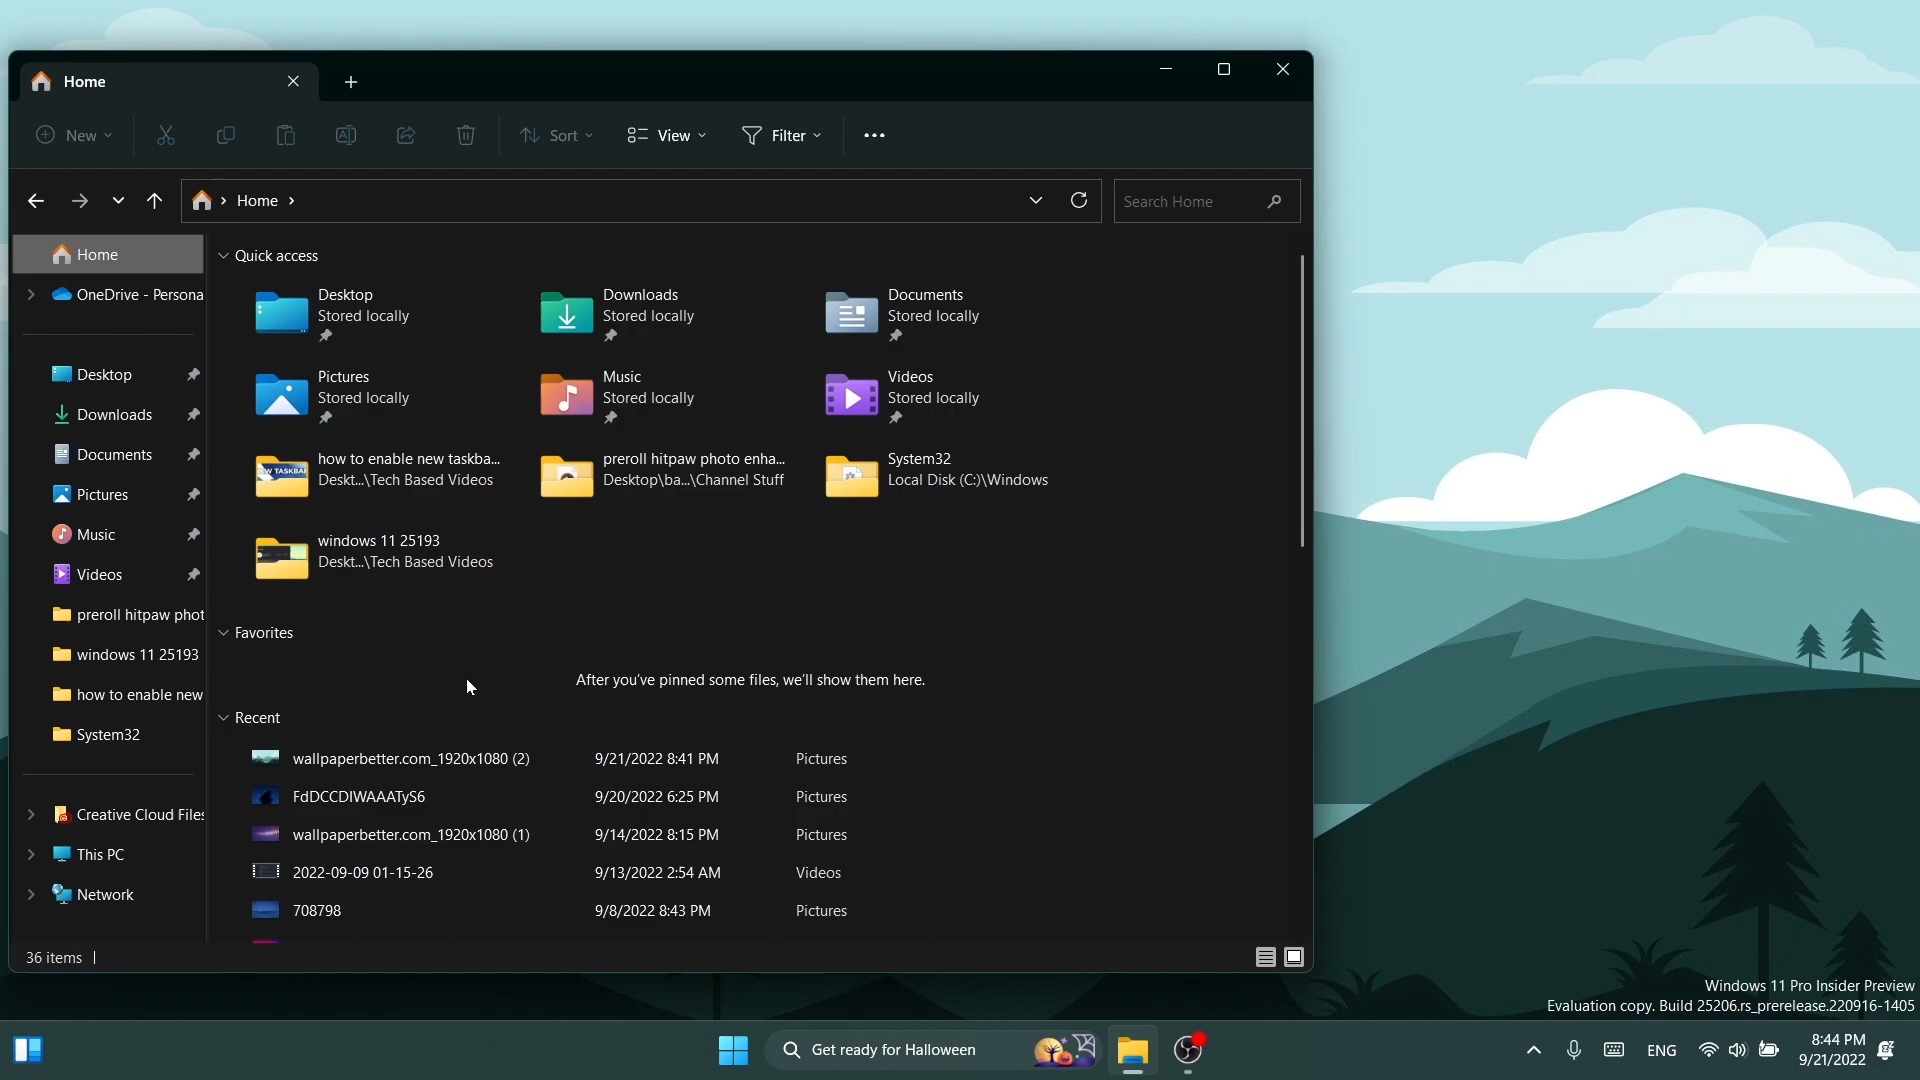 Home
New
Sort
View
Filter
Home
Search Home
Home
OneDrive - Persona
Desktop
Downloads
Documents
Pictures
Music
Videos
preroll hitpaw phot
windows 11 25193
how to enable new
System32
Creative Cloud Files
This PC
Network
Quick access
Desktop
Stored locally
Downloads
Stored locally
Documents
Stored locally
Pictures
Stored locally
Music
Stored locally
Videos
Stored locally
how to enable new taskba...
Deskt...\Tech Based Videos
preroll hitpaw photo enha...
Desktop\ba...\Channel Stuff
System32
Local Disk (C:)\Windows
windows 11 25193
Deskt...\Tech Based Videos
Favorites
After you've pinned some files, we'll show them here.
Recent
wallpaperbetter.com_1920x1080 (2) 9/21/2022 8:41 PM Pictures
FdDCCDIWAAATyS6 9/20/2022 6:25 PM Pictures
wallpaperbetter.com_1920x1080 (1) 9/14/2022 8:15 PM Pictures
2022-09-09 01-15-26 9/13/2022 2:54 AM Videos
708798 9/8/2022 8:43 PM Pictures
36 items
Windows 11 Pro Insider Preview
Evaluation copy. Build 25206.rs_prerelease.220916-1405
Get ready for Halloween
ENG
8:44 PM
9/21/2022